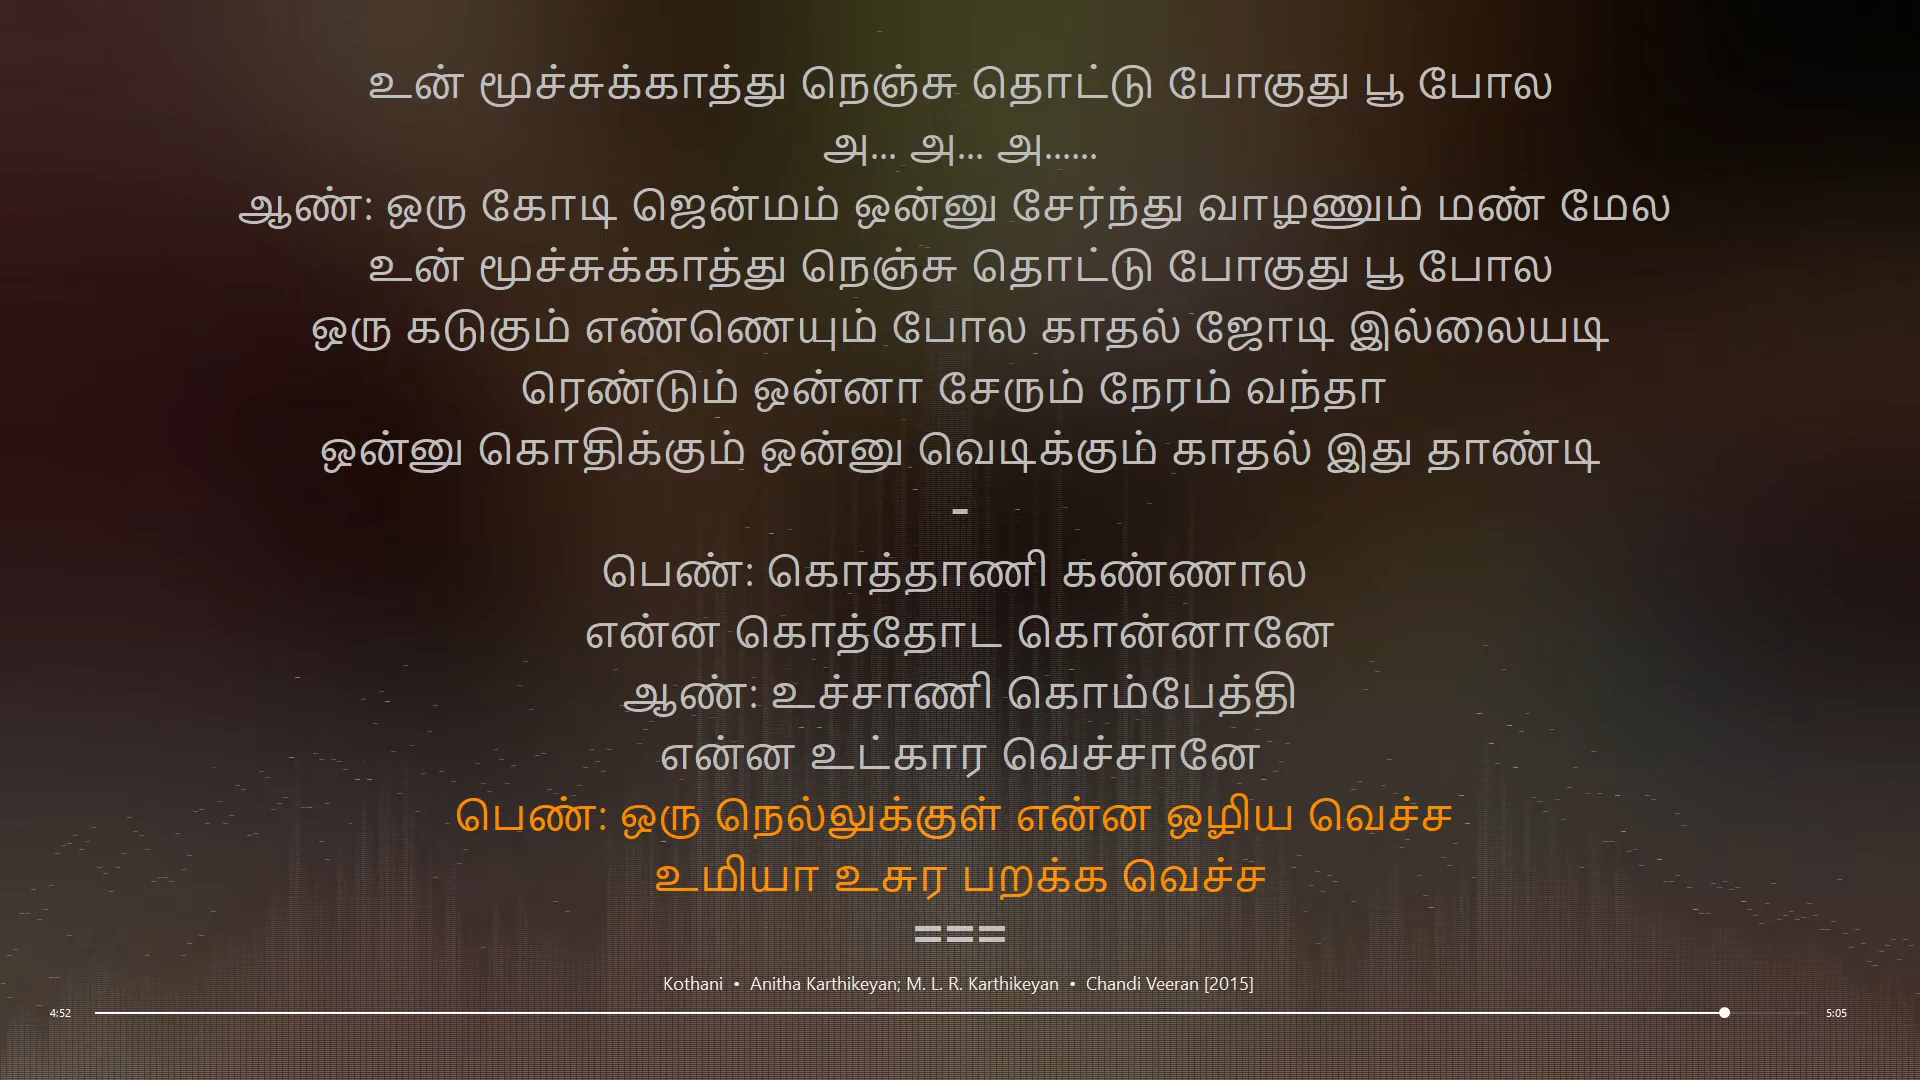 உன் மூச்சுக்காத்து நெஞ்சு தொட்டு போகுது பூ போல
அ... அ... அ......
ஆண்: ஒரு கோடி ஜென்மம் ஒன்னு சேர்ந்து வாழணும் மண் மேல
உன் மூச்சுக்காத்து நெஞ்சு தொட்டு போகுது பூ போல
ஒரு கடுகும் எண்ணெயும் போல காதல் ஜோடி இல்லையடி
ரெண்டும் ஒன்னா சேரும் நேரம் வந்தா
ஒன்னு கொதிக்கும் ஒன்னு வெடிக்கும் காதல் இது தாண்டி
-
பெண்: கொத்தாணி கண்ணால
என்ன கொத்தோட கொன்னானே
ஆண்: உச்சாணி கொம்பேத்தி
என்ன உட்கார வெச்சானே
பெண்: ஒரு நெல்லுக்குள் என்ன ஒழிய வெச்ச
உமியா உசுர பறக்க வெச்ச
===
Kothani • Anitha Karthikeyan; M. L. R. Karthikeyan • Chandi Veeran [2015]
4:52 5:05